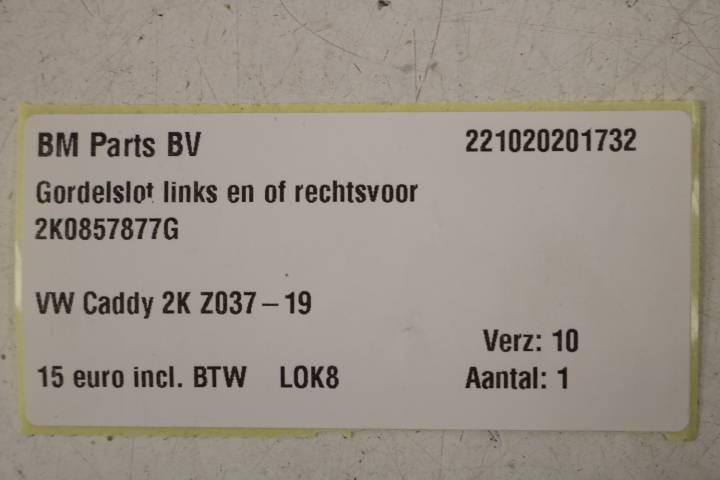 BM Parts BV 221020201732
Gordelslot links en of rechtsvoor
2K0857877G
VW Caddy 2K Z037-19
Verz: 10
15 euro incl. BTW LOK8 Aantal: 1